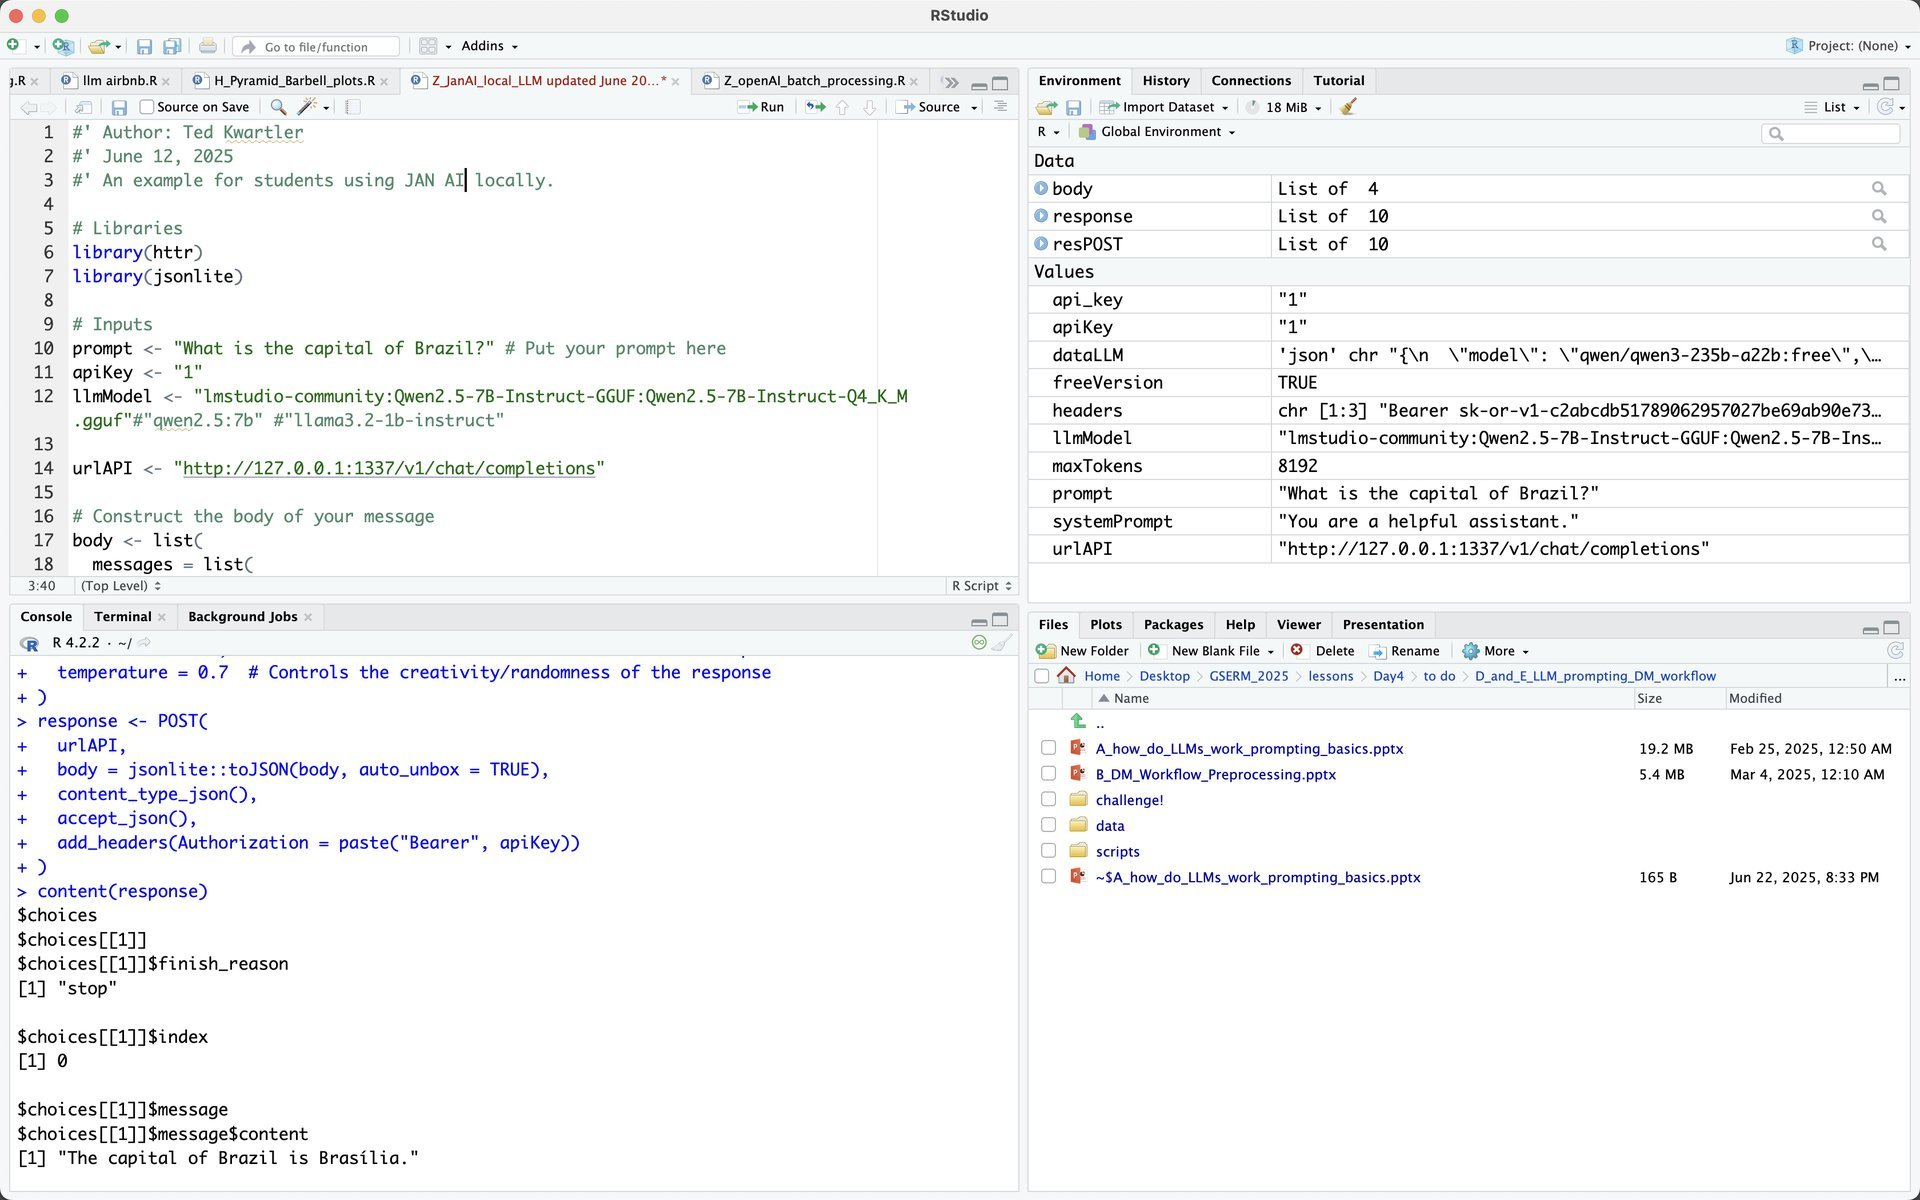 RStudio
Go to file/function
Addins
Project: (None)
g.R
llm airbnb.R
H_Pyramid_Barbell_plots.R
Z_JanAI_local_LLM updated June 20...*
Z_openAI_batch_processing.R
Source on Save
Run
Source
1 #' Author: Ted Kwartler
2 #' June 12, 2025
3 #' An example for students using JAN AI locally.
4
5 # Libraries
6 library(httr)
7 library(jsonlite)
8
9 # Inputs
10 prompt <- "What is the capital of Brazil?" # Put your prompt here
11 apiKey <- "1"
12 llmModel <- "lmstudio-community:Qwen2.5-7B-Instruct-GGUF:Qwen2.5-7B-Instruct-Q4_K_M
.gguf"#"qwen2.5:7b" #"llama3.2-1b-instruct"
13
14 urlAPI <- "http://127.0.0.1:1337/v1/chat/completions"
15
16 # Construct the body of your message
17 body <- list(
18 messages = list(
3:40 (Top Level) R Script
Console Terminal Background Jobs
R 4.2.2 · ~/
+ temperature = 0.7 # Controls the creativity/randomness of the response
+ )
> response <- POST(
+ urlAPI,
+ body = jsonlite::toJSON(body, auto_unbox = TRUE),
+ content_type_json(),
+ accept_json(),
+ add_headers(Authorization = paste("Bearer", apiKey))
+ )
> content(response)
$choices
$choices[[1]]
$choices[[1]]$finish_reason
[1] "stop"
$choices[[1]]$index
[1] 0
$choices[[1]]$message
$choices[[1]]$message$content
[1] "The capital of Brazil is Brasília."
Environment History Connections Tutorial
Import Dataset 18 MiB List
R Global Environment
Data
body List of 4
response List of 10
resPOST List of 10
Values
api_key "1"
apiKey "1"
dataLLM 'json' chr "{\n \"model\": \"qwen/qwen3-235b-a22b:free\",\…
freeVersion TRUE
headers chr [1:3] "Bearer sk-or-v1-c2abcdb51789062957027be69ab90e73…
llmModel "lmstudio-community:Qwen2.5-7B-Instruct-GGUF:Qwen2.5-7B-Ins…
maxTokens 8192
prompt "What is the capital of Brazil?"
systemPrompt "You are a helpful assistant."
urlAPI "http://127.0.0.1:1337/v1/chat/completions"
Files Plots Packages Help Viewer Presentation
New Folder New Blank File Delete Rename More
Home Desktop GSERM_2025 lessons Day4 to do D_and_E_LLM_prompting_DM_workflow ...
Name Size Modified
..
A_how_do_LLMs_work_prompting_basics.pptx 19.2 MB Feb 25, 2025, 12:50 AM
B_DM_Workflow_Preprocessing.pptx 5.4 MB Mar 4, 2025, 12:10 AM
challenge!
data
scripts
~$A_how_do_LLMs_work_prompting_basics.pptx 165 B Jun 22, 2025, 8:33 PM